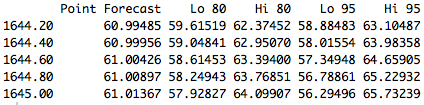 Point Forecast Lo 80 Hi 80 Lo 95 Hi 95
1644.20 60.99485 59.61519 62.37452 58.88483 63.10487
1644.40 60.99956 59.04841 62.95070 58.01554 63.98358
1644.60 61.00426 58.61453 63.39400 57.34948 64.65905
1644.80 61.00897 58.24943 63.76851 56.78861 65.22932
1645.00 61.01367 57.92827 64.09907 56.29496 65.73239